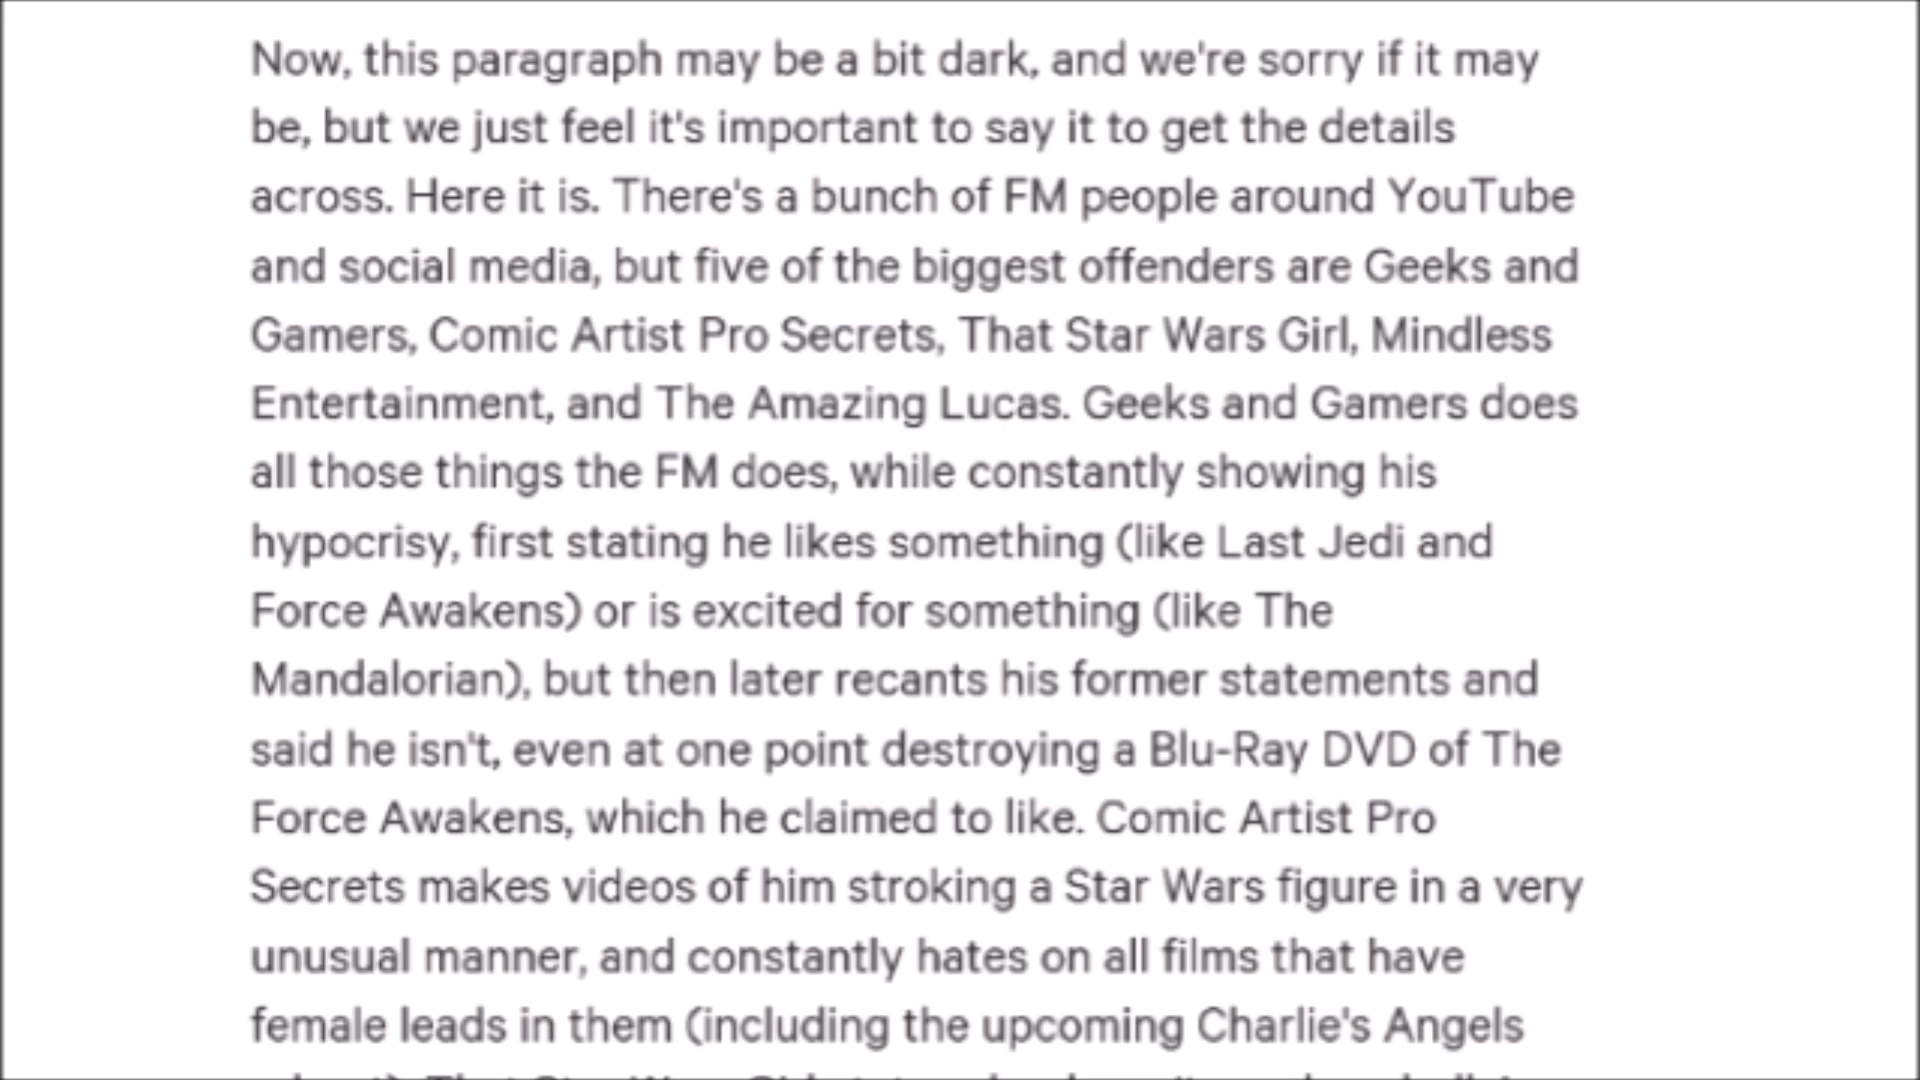 Now, this paragraph may be a bit dark, and we're sorry if it may
be, but we just feel it's important to say it to get the details
across. Here it is. There's a bunch of FM people around YouTube
and social media, but five of the biggest offenders are Geeks and
Gamers, Comic Artist Pro Secrets, That Star Wars Girl, Mindless
Entertainment, and The Amazing Lucas. Geeks and Gamers does
all those things the FM does, while constantly showing his
hypocrisy, first stating he likes something (like Last Jedi and
Force Awakens) or is excited for something (like The
Mandalorian), but then later recants his former statements and
said he isn't, even at one point destroying a Blu-Ray DVD of The
Force Awakens, which he claimed to like. Comic Artist Pro
Secrets makes videos of him stroking a Star Wars figure in a very
unusual manner, and constantly hates on all films that have
female leads in them (including the upcoming Charlie's Angels
That Star Wars Girl